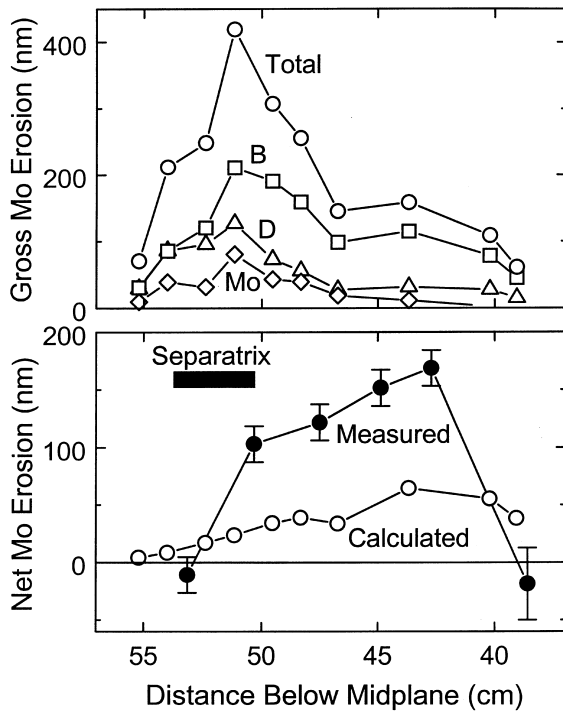 Gross Mo Erosion (nm)
400
200
0
Total
B
D
Mo
Net Mo Erosion (nm)
200
100
0
Separatrix
Measured
Calculated
55
50
45
40
Distance Below Midplane (cm)